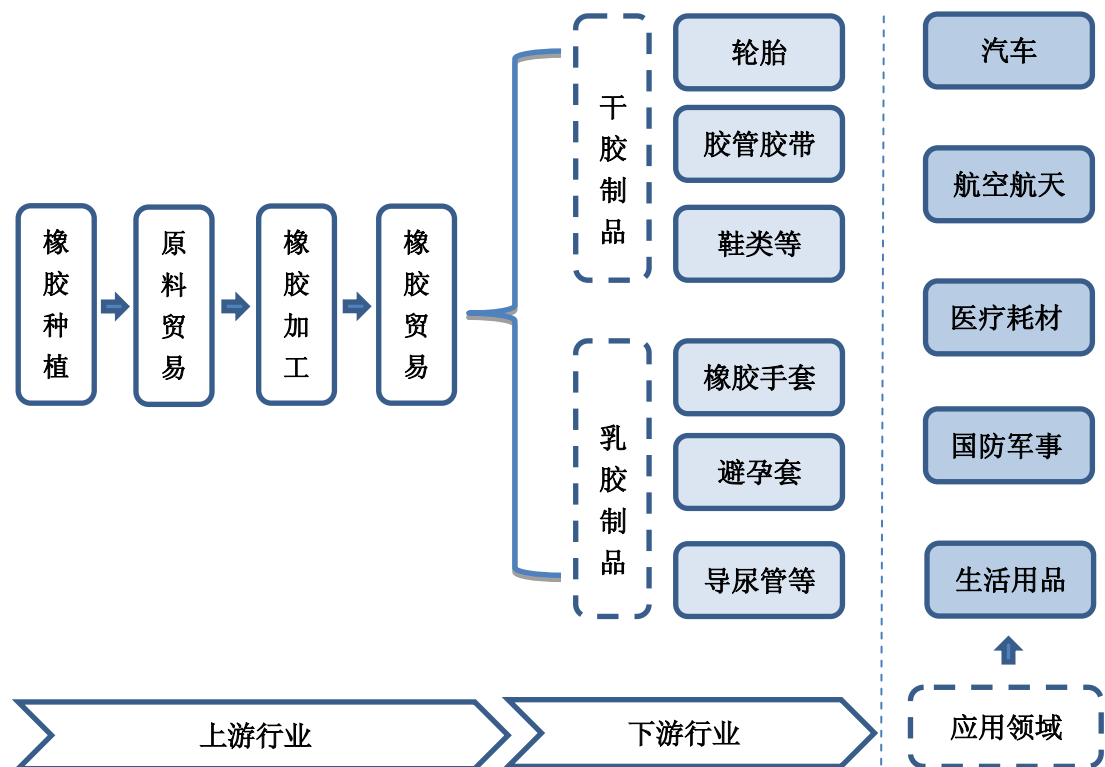 橡胶种植
原料贸易
橡胶加工
橡胶贸易
干胶制品
轮胎
胶管胶带
鞋类等
乳胶制品
橡胶手套
避孕套
导尿管等
汽车
航空航天
医疗耗材
国防军事
生活用品
上游行业
下游行业
应用领域